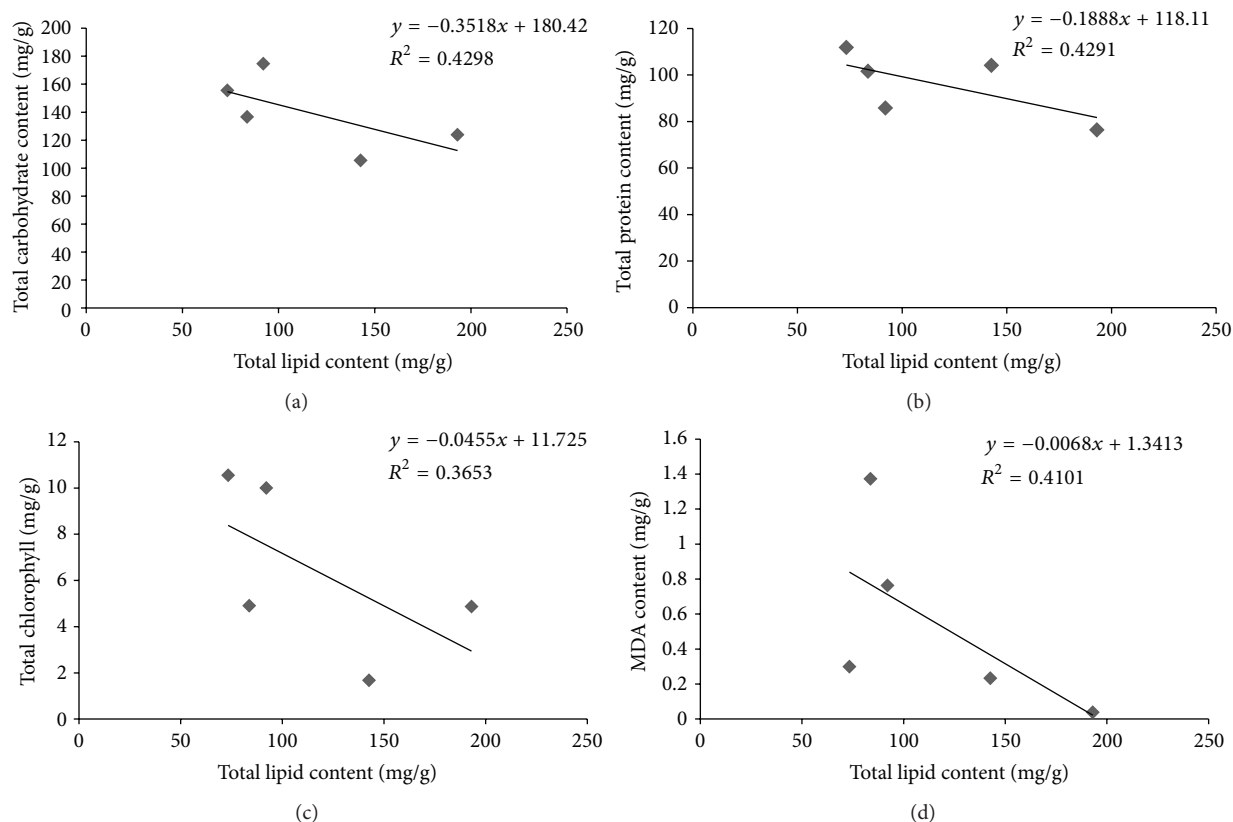 y = −0.3518x + 180.42
R² = 0.4298
Total carbohydrate content (mg/g)
200
180
160
140
120
100
80
60
40
20
0
0 50 100 150 200 250
Total lipid content (mg/g)
(a)
y = −0.1888x + 118.11
R² = 0.4291
Total protein content (mg/g)
120
100
80
60
40
20
0
0 50 100 150 200 250
Total lipid content (mg/g)
(b)
y = −0.0455x + 11.725
R² = 0.3653
Total chlorophyll (mg/g)
12
10
8
6
4
2
0
0 50 100 150 200 250
Total lipid content (mg/g)
(c)
y = −0.0068x + 1.3413
R² = 0.4101
MDA content (mg/g)
1.6
1.4
1.2
1
0.8
0.6
0.4
0.2
0
0 50 100 150 200 250
Total lipid content (mg/g)
(d)